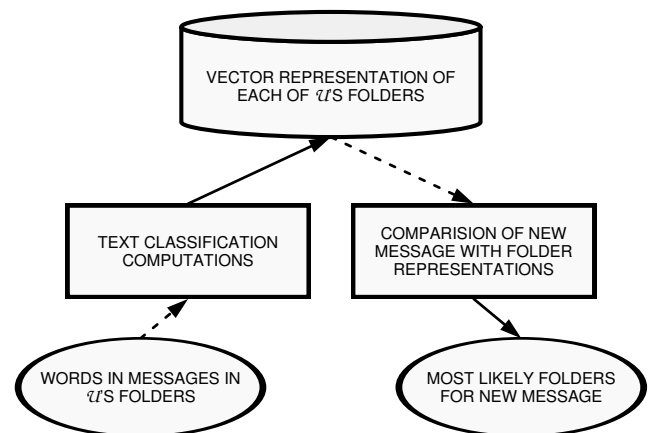 VECTOR REPRESENTATION OF
EACH OF 𝒰'S FOLDERS
TEXT CLASSIFICATION
COMPUTATIONS
COMPARISION OF NEW
MESSAGE WITH FOLDER
REPRESENTATIONS
WORDS IN MESSAGES IN
𝒰'S FOLDERS
MOST LIKELY FOLDERS
FOR NEW MESSAGE